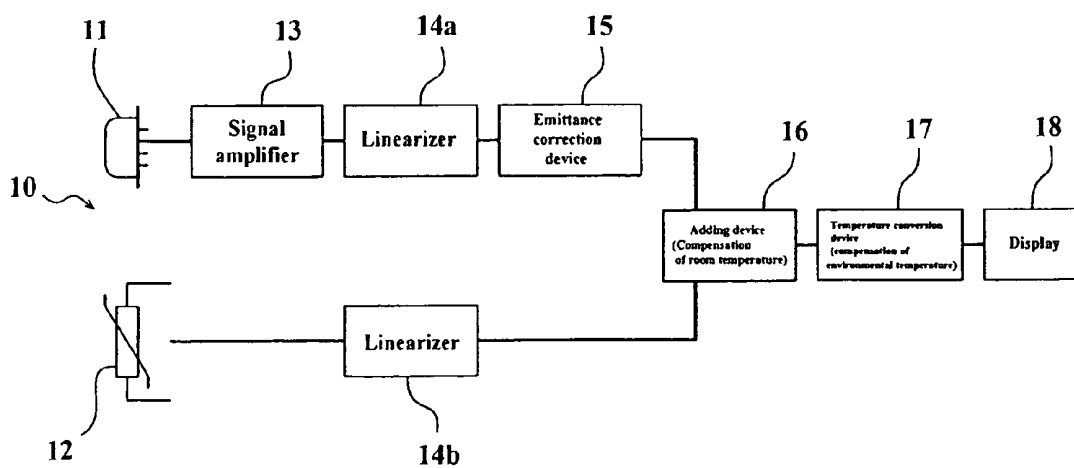 11
13
14a
15
Signal
amplifier
Linearizer
Emittance
correction
device
16
17
18
10
Adding device
(Compensation
of room temperature)
Temperature conversion
device
(compensation of
environmental temperature)
Display
Linearizer
12
14b